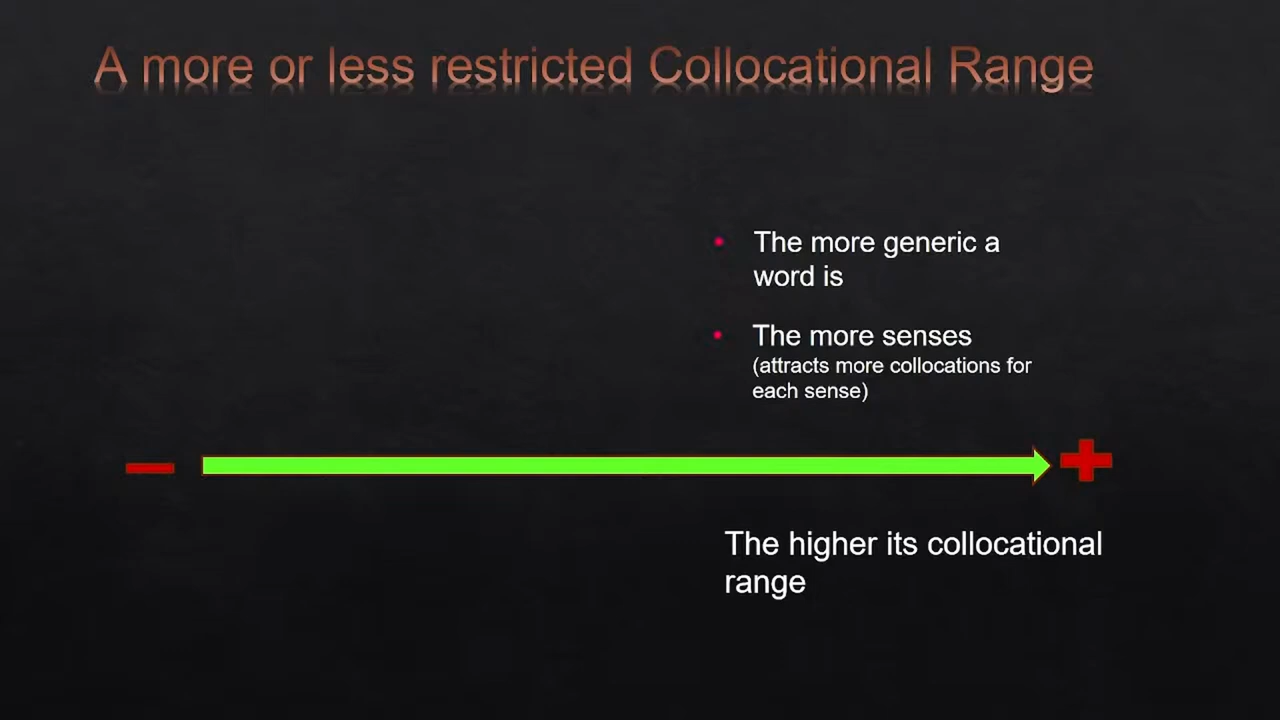 A more or less restricted Collocational Range
• The more generic a
word is
• The more senses
(attracts more collocations for
each sense)
The higher its collocational
range